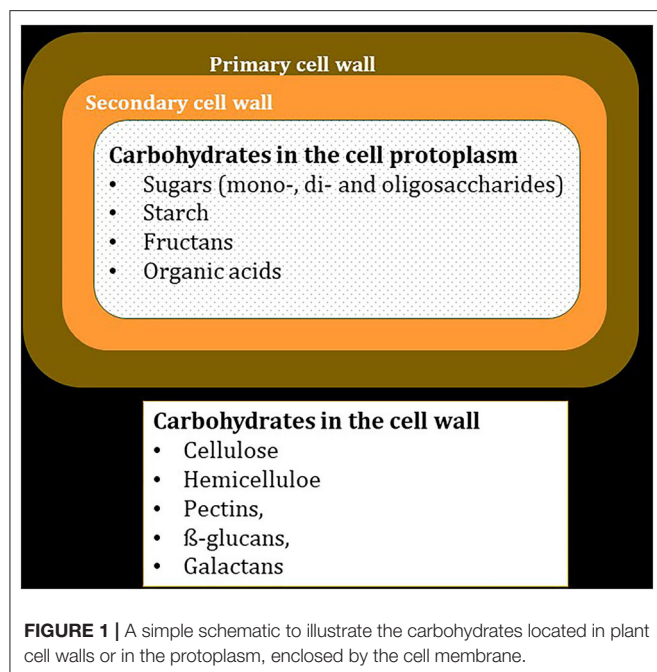 Primary cell wall
Secondary cell wall
Carbohydrates in the cell protoplasm
• Sugars (mono-, di- and oligosaccharides)
• Starch
• Fructans
• Organic acids
Carbohydrates in the cell wall
• Cellulose
• Hemicelluloe
• Pectins,
• ß-glucans,
• Galactans
FIGURE 1 | A simple schematic to illustrate the carbohydrates located in plant
cell walls or in the protoplasm, enclosed by the cell membrane.